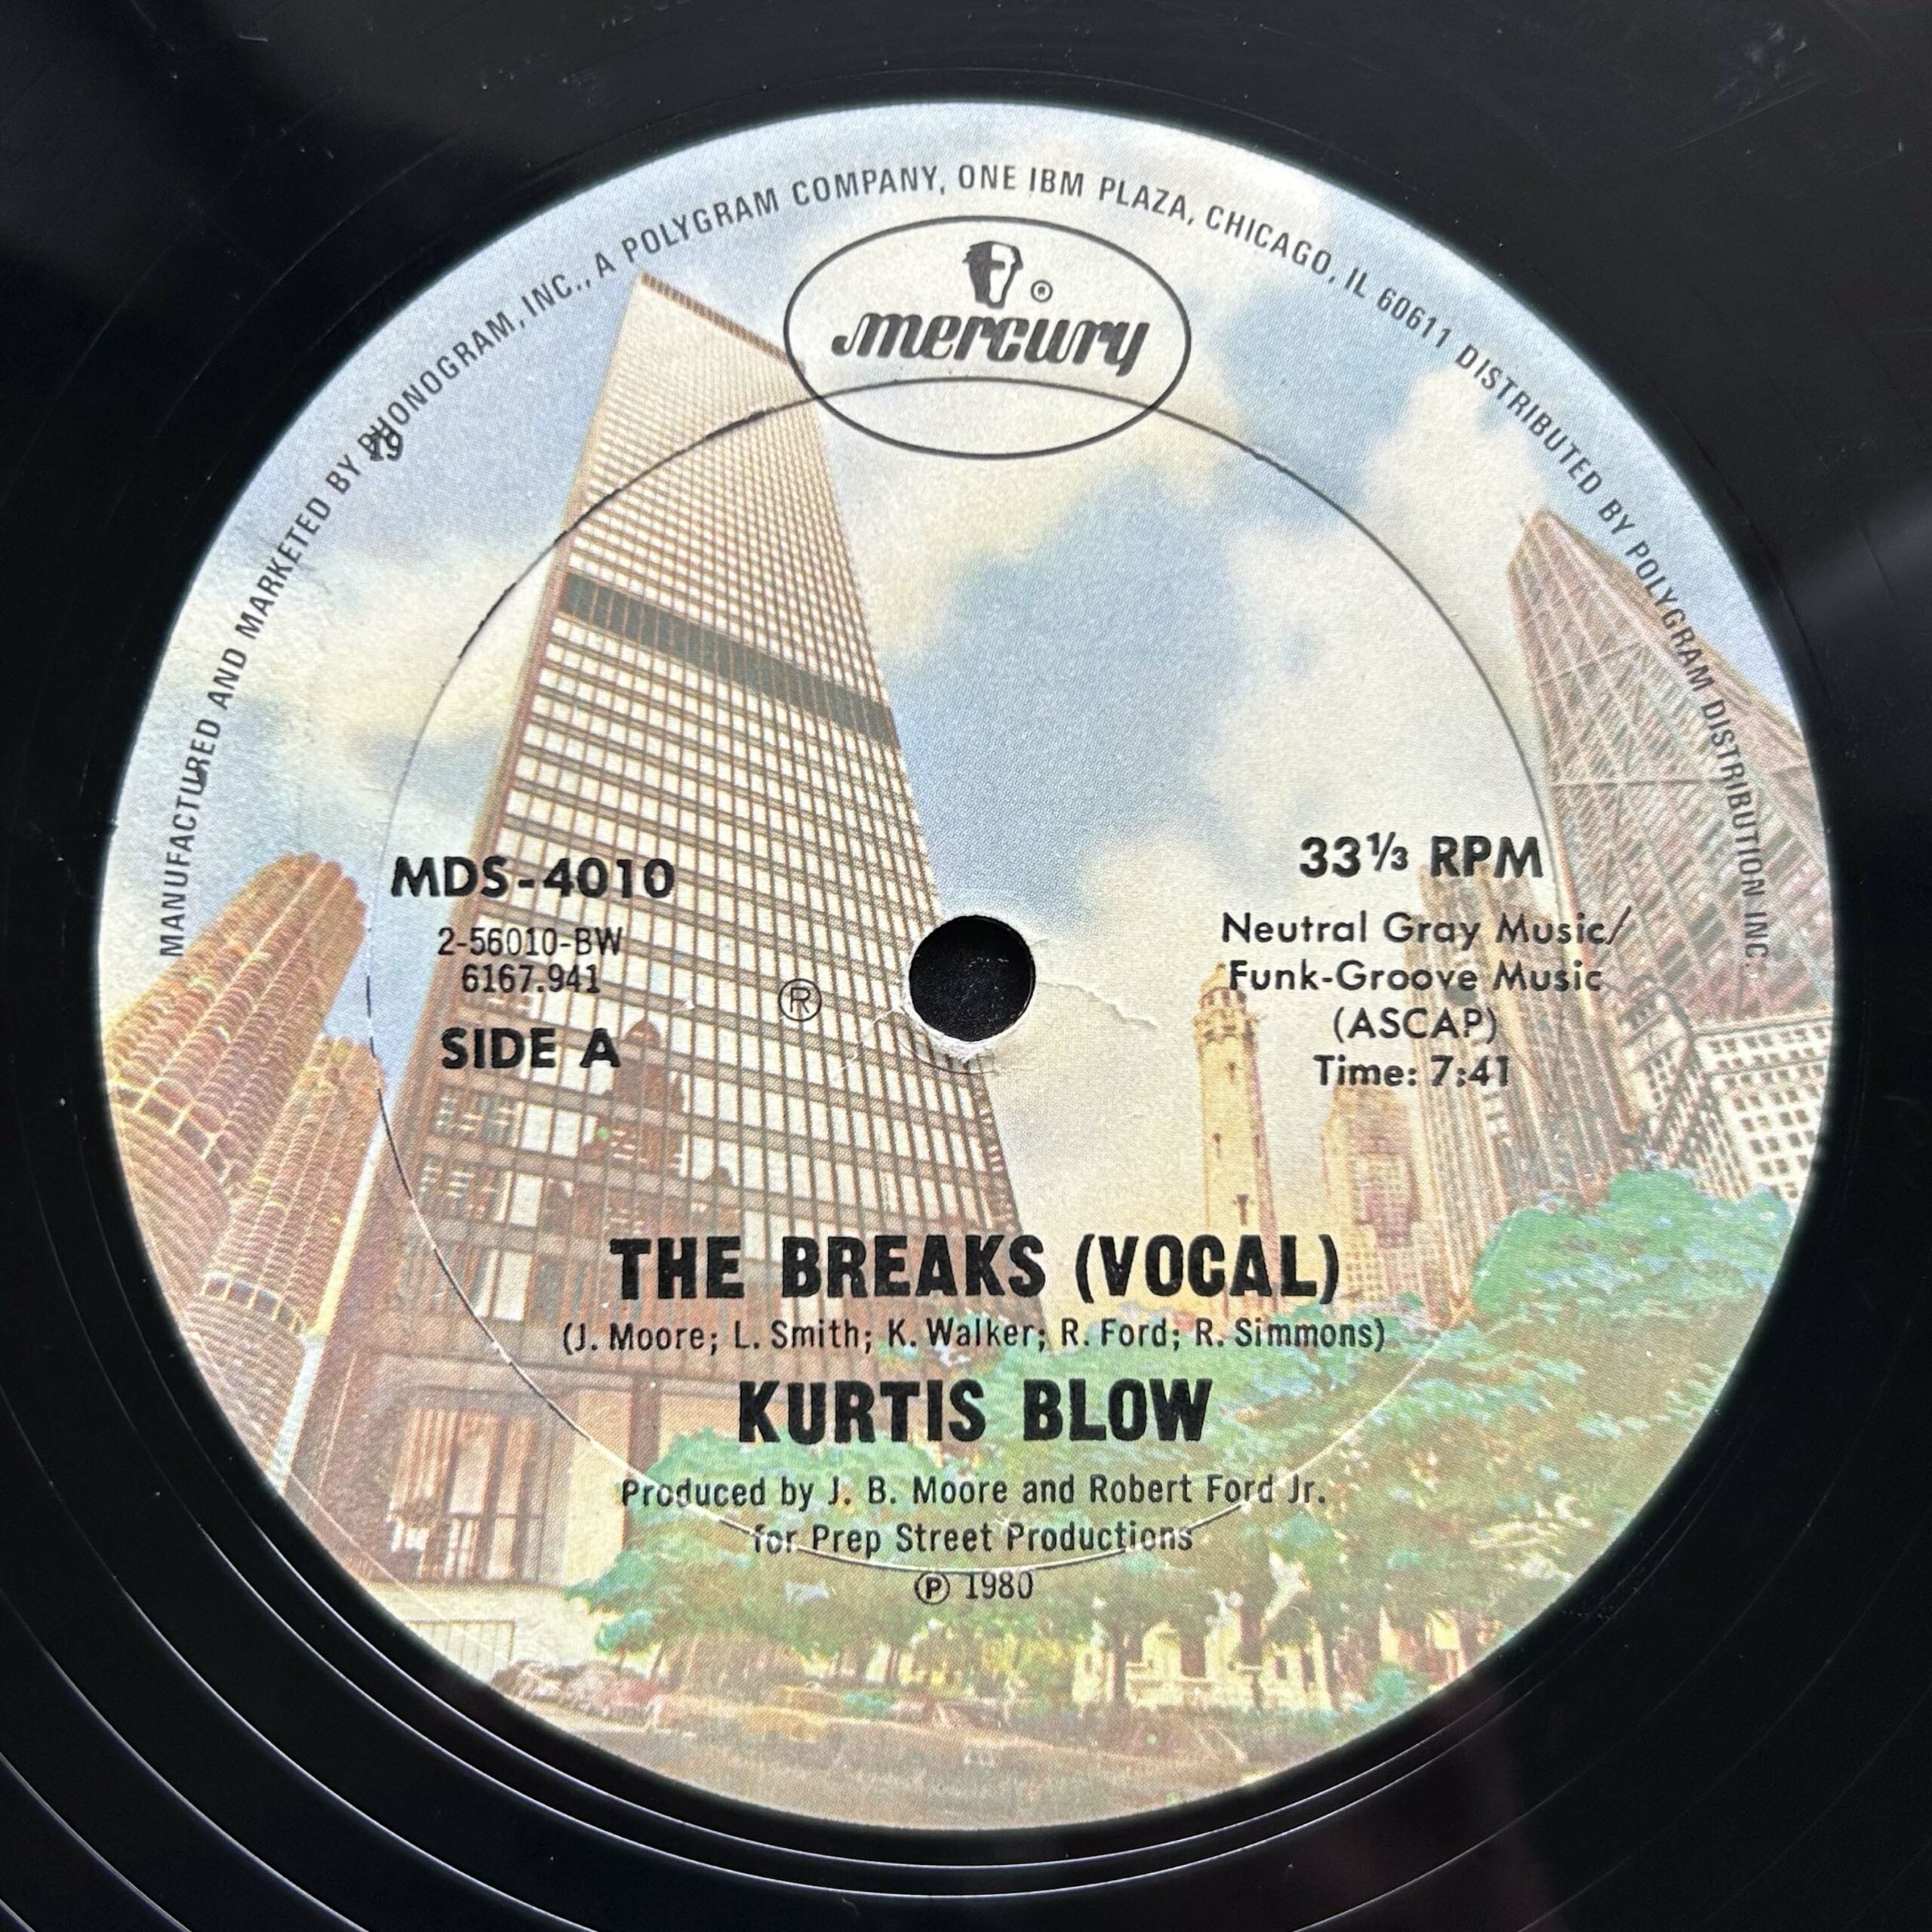 MANUFACTURED AND MARKETED BY PHONOGRAM, INC., A POLYGRAM COMPANY, ONE IBM PLAZA, CHICAGO, IL 60611 DISTRIBUTED BY POLYGRAM DISTRIBUTION INC.
®
mercury
19
MDS-4010
2-56010-BW
6167.941
SIDE A
Ⓡ
33⅓ RPM
Neutral Gray Music/
Funk-Groove Music
(ASCAP)
Time: 7:41
THE BREAKS (VOCAL)
(J. Moore; L. Smith; K. Walker; R. Ford; R. Simmons)
KURTIS BLOW
Produced by J. B. Moore and Robert Ford Jr.
for Prep Street Productions
℗ 1980